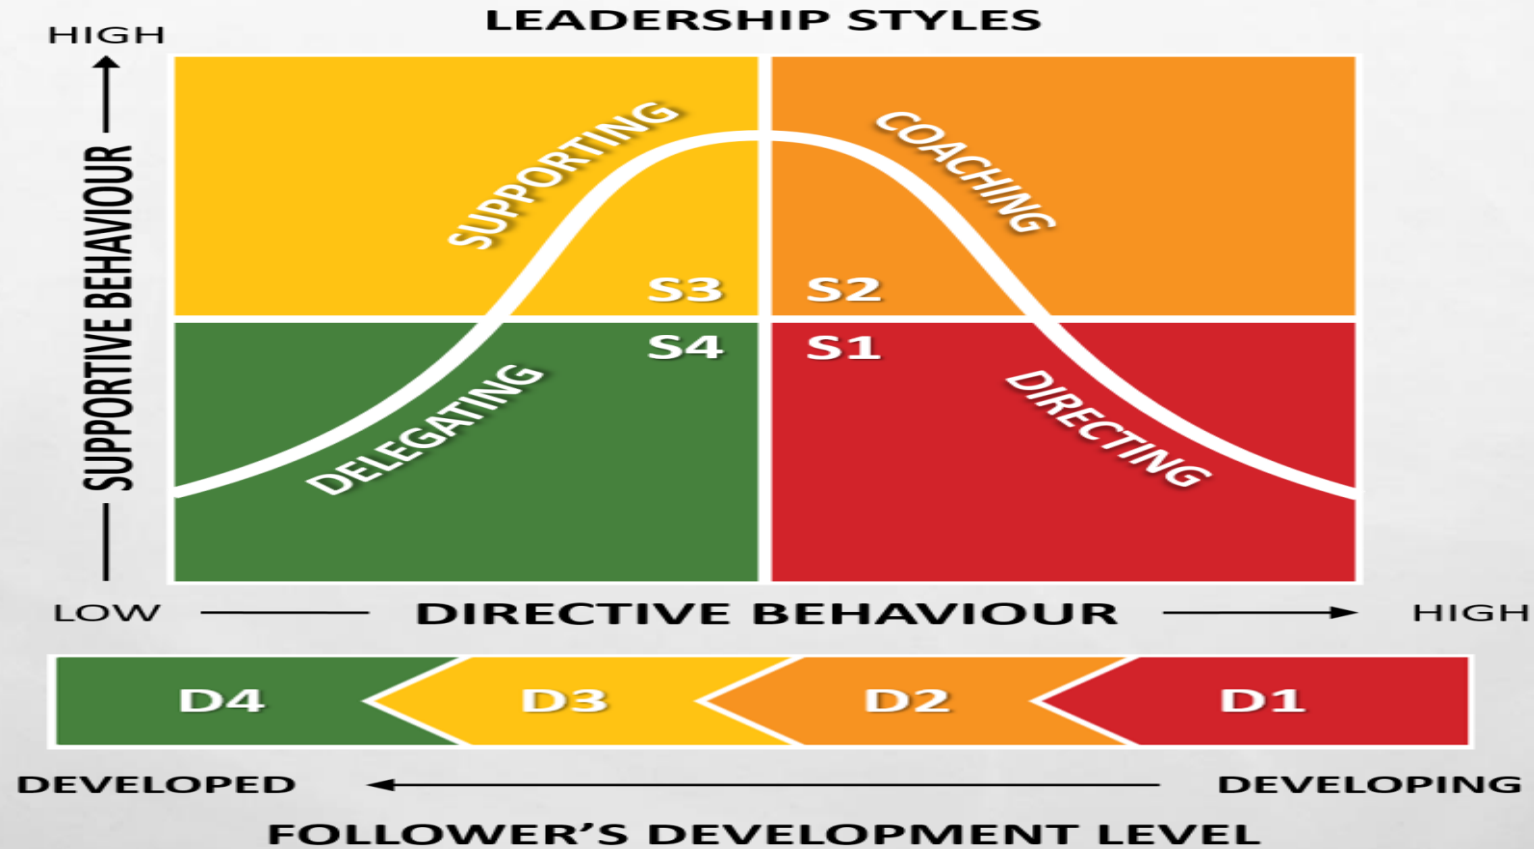 LEADERSHIP STYLES
HIGH
SUPPORTIVE BEHAVIOUR
SUPPORTING
COACHING
S3
S2
S4
S1
DELEGATING
DIRECTING
LOW
DIRECTIVE BEHAVIOUR
HIGH
D4
D3
D2
D1
DEVELOPED
DEVELOPING
FOLLOWER’S DEVELOPMENT LEVEL